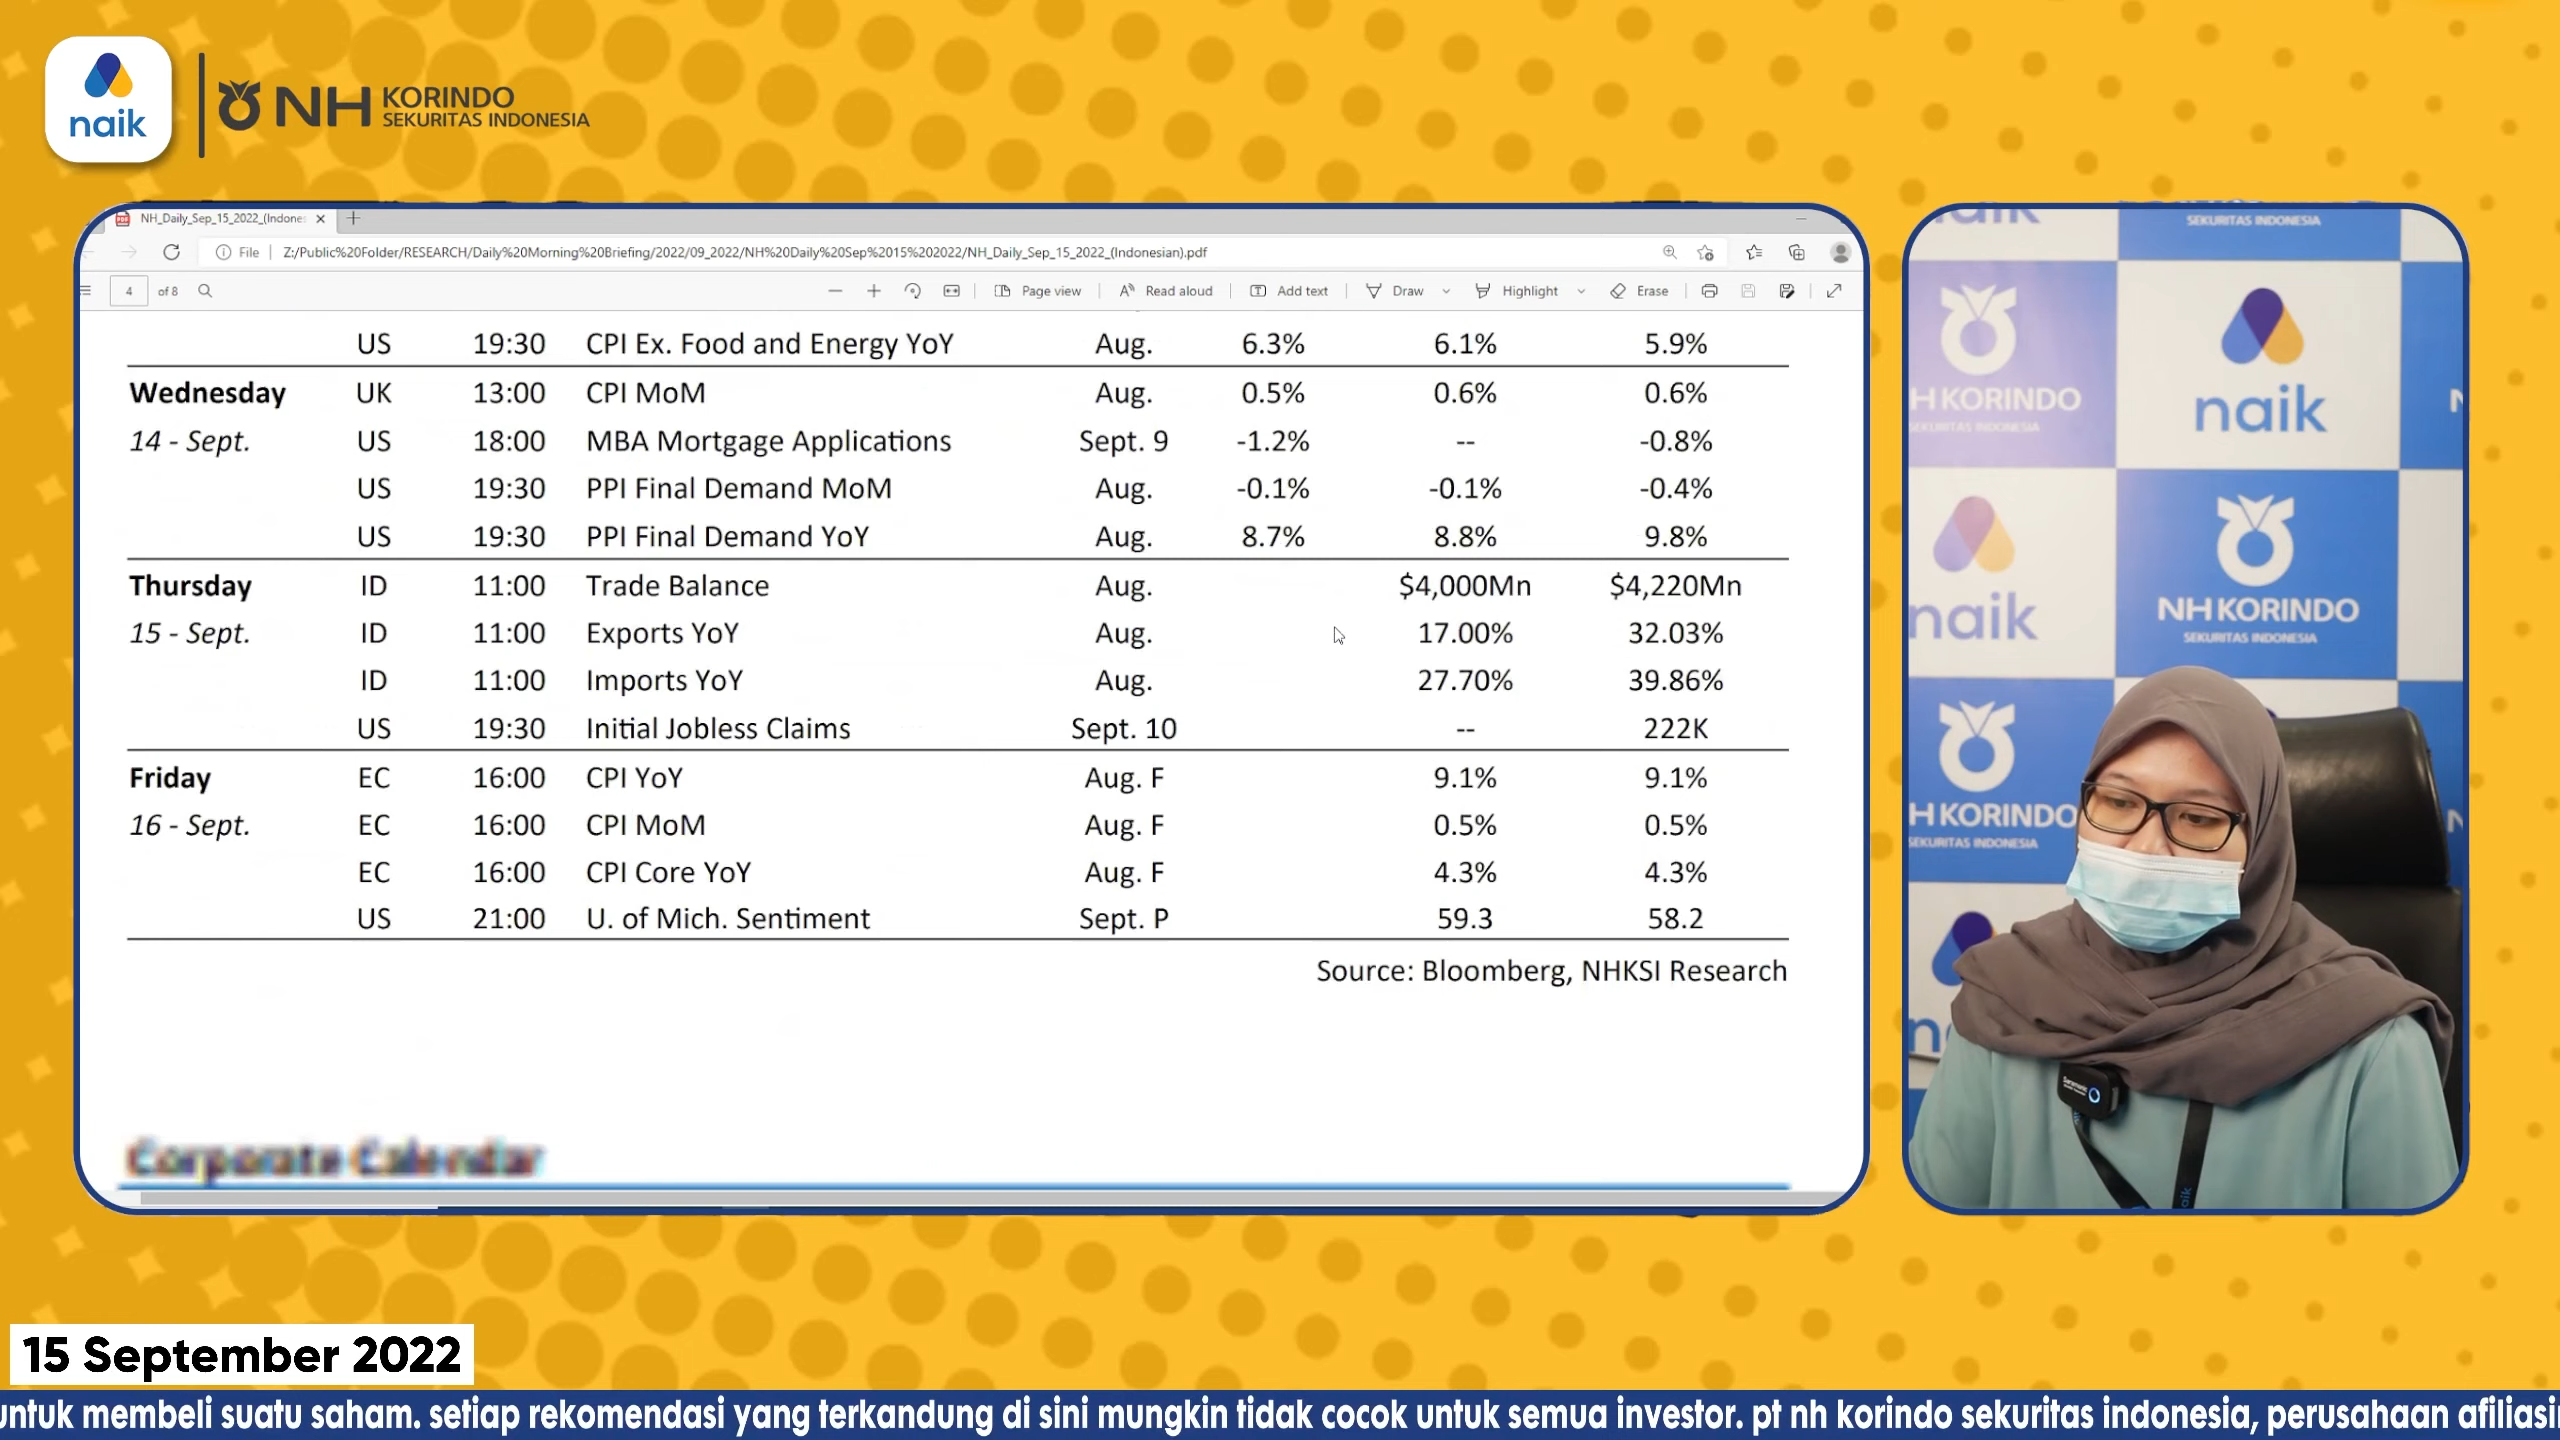 naik
NH KORINDO
SEKURITAS INDONESIA
NH_Daily_Sep_15_2022_(Indone
File
Z:/Public%20Folder/RESEARCH/Daily%20Morning%20Briefing/2022/09_2022/NH%20Daily%20Sep%2015%202022/NH_Daily_Sep_15_2022_(Indonesian).pdf
4 of 8 Page view Read aloud Add text Draw Highlight Erase
US 19:30 CPI Ex. Food and Energy YoY Aug. 6.3% 6.1% 5.9%
Wednesday UK 13:00 CPI MoM Aug. 0.5% 0.6% 0.6%
14 - Sept. US 18:00 MBA Mortgage Applications Sept. 9 -1.2% -- -0.8%
US 19:30 PPI Final Demand MoM Aug. -0.1% -0.1% -0.4%
US 19:30 PPI Final Demand YoY Aug. 8.7% 8.8% 9.8%
Thursday ID 11:00 Trade Balance Aug. $4,000Mn $4,220Mn
15 - Sept. ID 11:00 Exports YoY Aug. 17.00% 32.03%
ID 11:00 Imports YoY Aug. 27.70% 39.86%
US 19:30 Initial Jobless Claims Sept. 10 -- 222K
Friday EC 16:00 CPI YoY Aug. F 9.1% 9.1%
16 - Sept. EC 16:00 CPI MoM Aug. F 0.5% 0.5%
EC 16:00 CPI Core YoY Aug. F 4.3% 4.3%
US 21:00 U. of Mich. Sentiment Sept. P 59.3 58.2
Source: Bloomberg, NHKSI Research
Corporate Calendar
naik
SEKURITAS INDONESIA
H KORINDO
SEKURITAS INDONESIA
naik
naik
NH KORINDO
SEKURITAS INDONESIA
H KORINDO
SEKURITAS INDONESIA
Saramonic
naik
15 September 2022
untuk membeli suatu saham. setiap rekomendasi yang terkandung di sini mungkin tidak cocok untuk semua investor. pt nh korindo sekuritas indonesia, perusahaan afiliasin